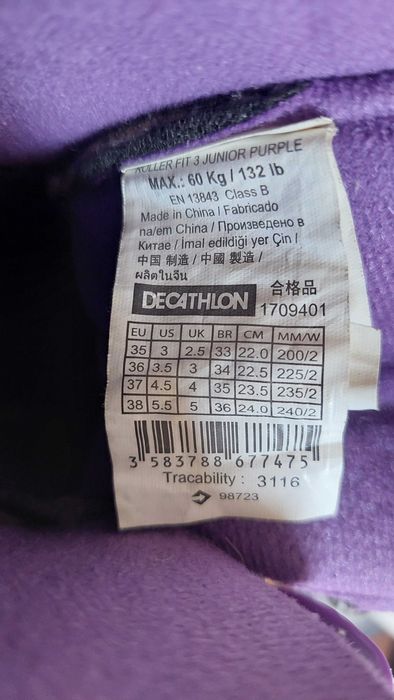 ROLLER FIT 3 JUNIOR PURPLE
MAX.: 60 Kg / 132 lb
EN 13843 Class B
Made in China / Fabricado
na/em China / Произведено в
Китае / İmal edildiği yer Çin /
中国 制造 / 中國 製造 /
ผลิตในจีน
DECATHLON 合格品 1709401
EU US UK BR CM MM/W
35 3 2.5 33 22.0 200/2
36 3.5 3 34 22.5 225/2
37 4.5 4 35 23.5 235/2
38 5.5 5 36 24.0 240/2
3 583788 677475
Tracability : 3116
98723